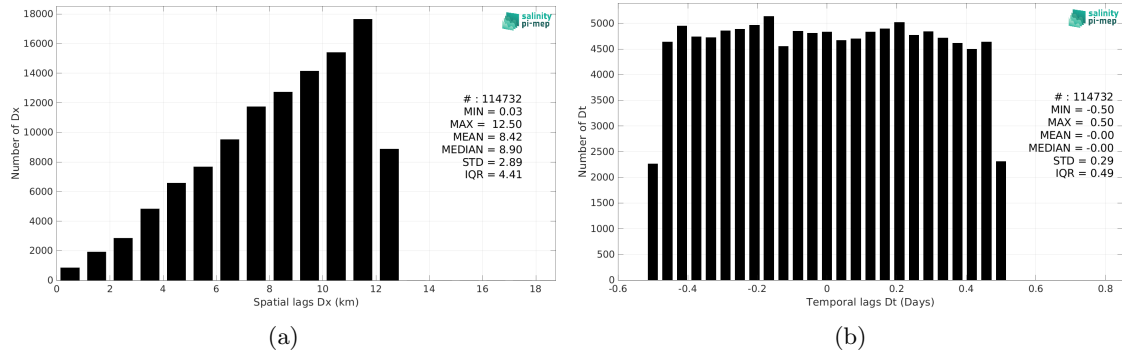 18000
16000
14000
12000
10000
8000
6000
4000
2000
0
Number of Dx
0 2 4 6 8 10 12 14 16 18
Spatial lags Dx (km)
salinity
pi-mep
# : 114732
MIN = 0.03
MAX = 12.50
MEAN = 8.42
MEDIAN = 8.90
STD = 2.89
IQR = 4.41
(a)
5000
4500
4000
3500
3000
2500
2000
1500
1000
500
0
Number of Dt
-0.6 -0.4 -0.2 0 0.2 0.4 0.6 0.8
Temporal lags Dt (Days)
salinity
pi-mep
# : 114732
MIN = -0.50
MAX = 0.50
MEAN = -0.00
MEDIAN = -0.00
STD = 0.29
IQR = 0.49
(b)